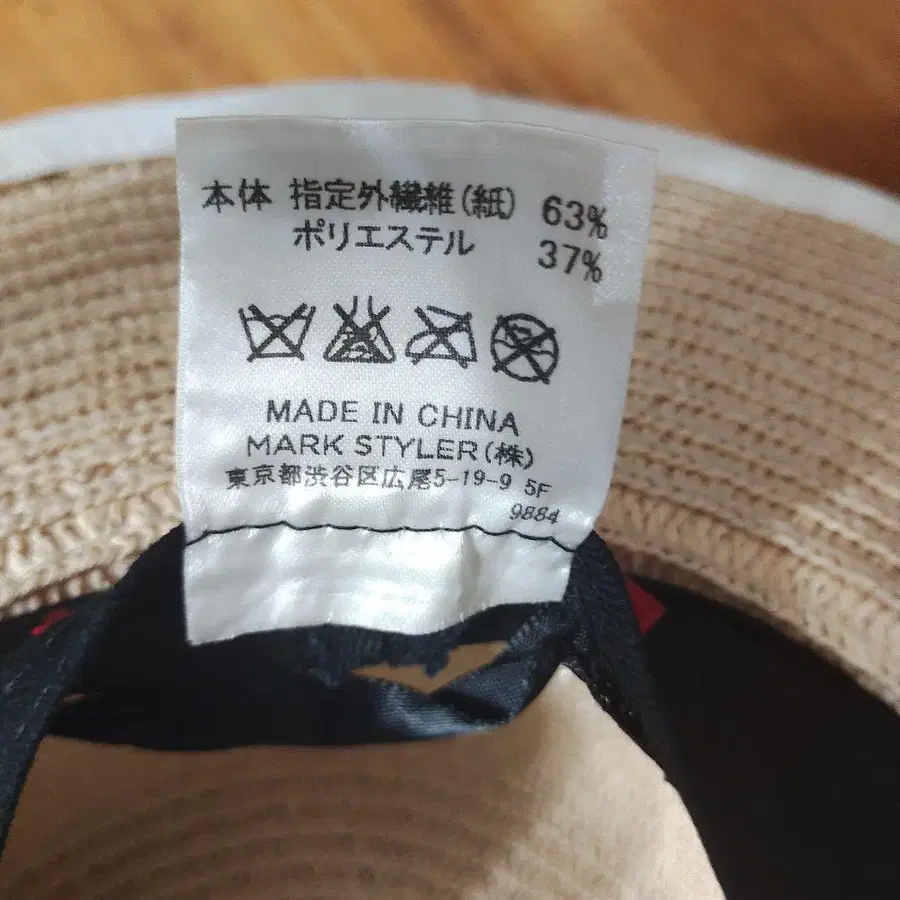 本体 指定外繊維(紙) 63%
ポリエステル 37%
MADE IN CHINA
MARK STYLER(株)
東京都渋谷区広尾5-19-9 5F
9884